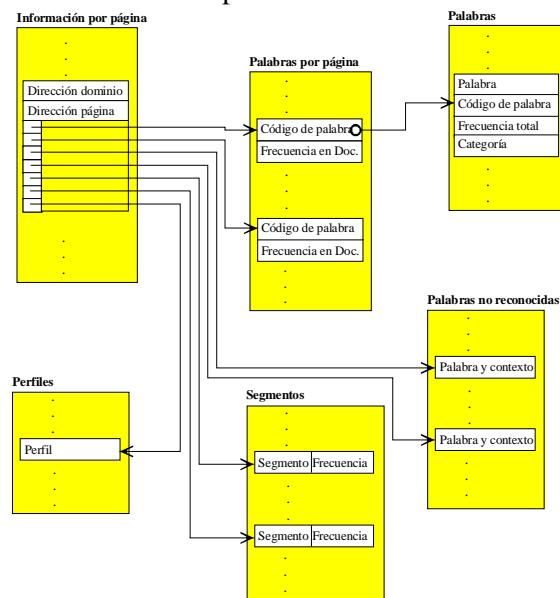 Información por página
Dirección dominio
Dirección página
Palabras por página
Código de palabra
Frecuencia en Doc.
Código de palabra
Frecuencia en Doc.
Palabras
Palabra
Código de palabra
Frecuencia total
Categoría
Palabras no reconocidas
Palabra y contexto
Palabra y contexto
Perfiles
Perfil
Segmentos
Segmento Frecuencia
Segmento Frecuencia